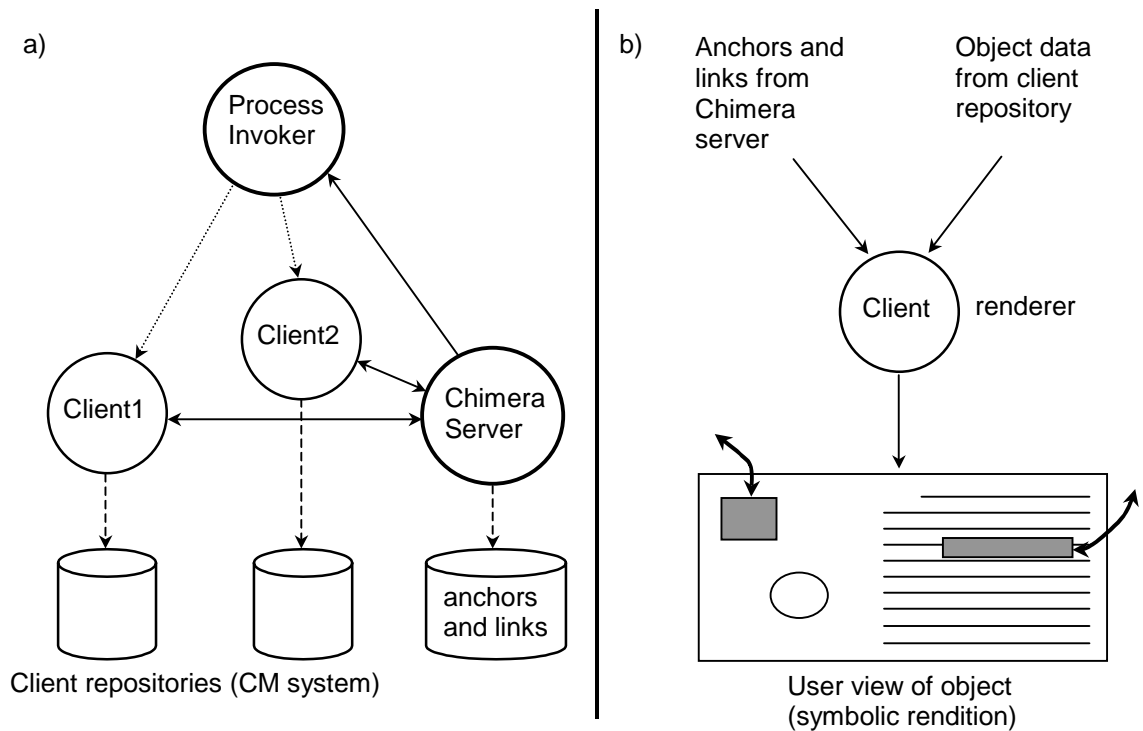 a)
Process
Invoker
Client2
Client1
Chimera
Server
anchors
and links
Client repositories (CM system)
b)
Anchors and
links from
Chimera
server
Object data
from client
repository
Client
renderer
User view of object
(symbolic rendition)